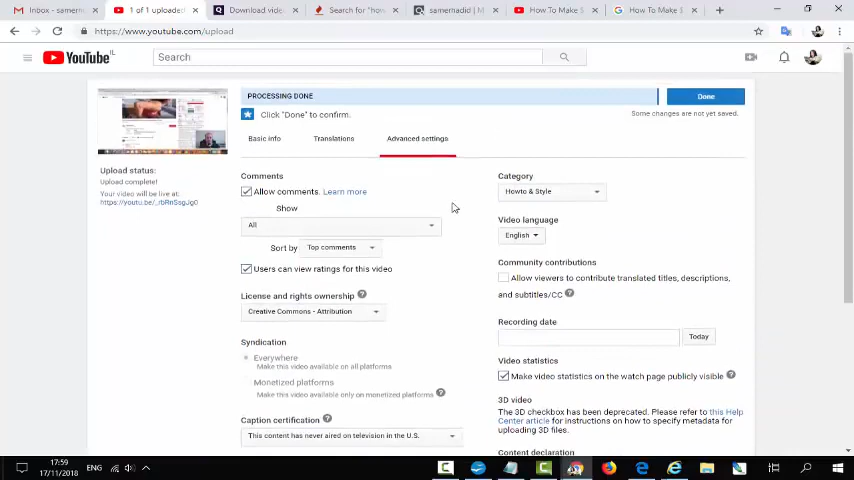 Inbox - samerna
1 of 1 uploaded
Download video
Search for "how
samerhadid | M
How To Make S
How To Make S
https://www.youtube.com/upload
YouTube IL
Search
PROCESSING DONE
Done
Click "Done" to confirm.
Some changes are not yet saved.
Basic info
Translations
Advanced settings
Upload status:
Upload complete!
Your video will be live at:
Comments
Allow comments. Learn more
Show
All
Sort by Top comments
Users can view ratings for this video
License and rights ownership ?
Creative Commons - Attribution
Syndication
Everywhere
Make this video available on all platforms
Monetized platforms
Make this video available only on monetized platforms ?
Caption certification ?
This content has never aired on television in the U.S.
Category
Howto & Style
Video language
English
Community contributions
Allow viewers to contribute translated titles, descriptions,
and subtitles/CC ?
Recording date
Today
Video statistics
Make video statistics on the watch page publicly visible ?
3D video
The 3D checkbox has been deprecated. Please refer to this Help
Center article for instructions on how to specify metadata for
uploading 3D files.
Content declaration
17:59
17/11/2018
ENG